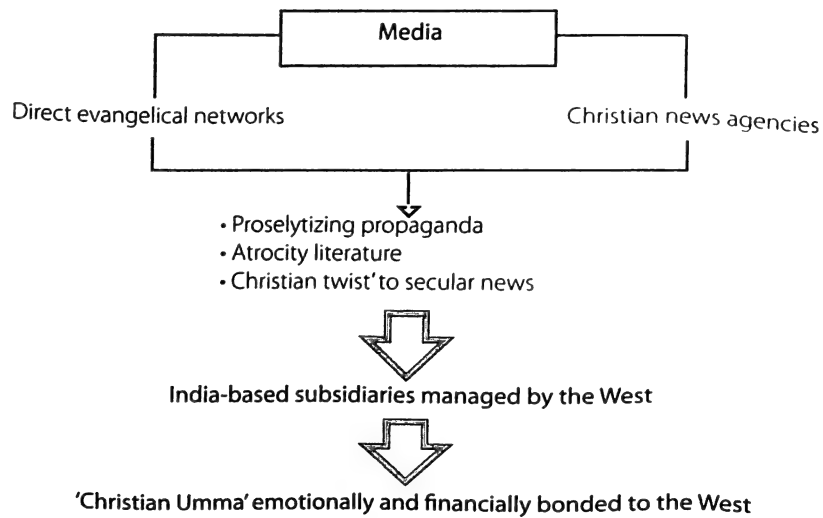 Media
Direct evangelical networks
Christian news agencies
• Proselytizing propaganda
• Atrocity literature
• Christian twist' to secular news
India-based subsidiaries managed by the West
'Christian Umma' emotionally and financially bonded to the West